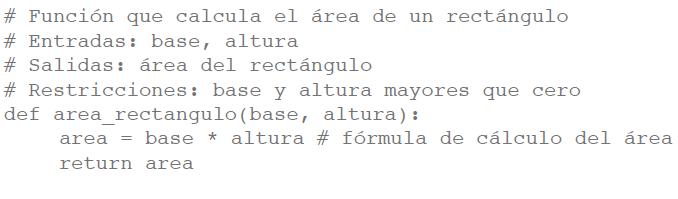 # Función que calcula el área de un rectángulo
# Entradas: base, altura
# Salidas: área del rectángulo
# Restricciones: base y altura mayores que cero
def area_rectangulo(base, altura):
    area = base * altura # fórmula de cálculo del área
    return area